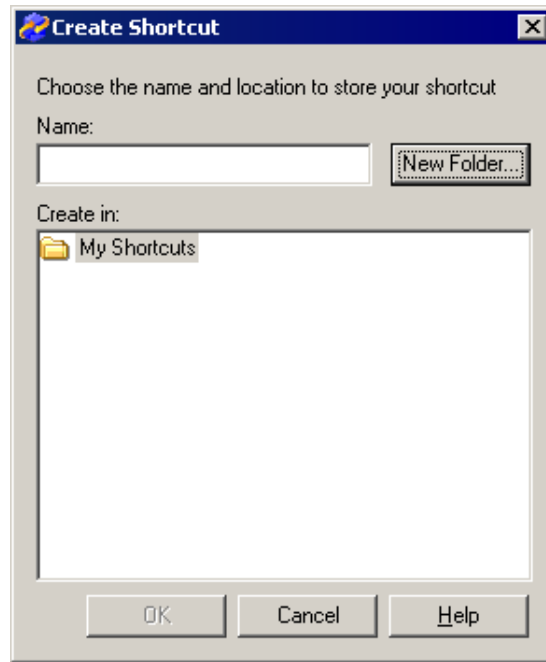 Create Shortcut
Choose the name and location to store your shortcut
Name:
New Folder...
Create in:
My Shortcuts
OK Cancel Help